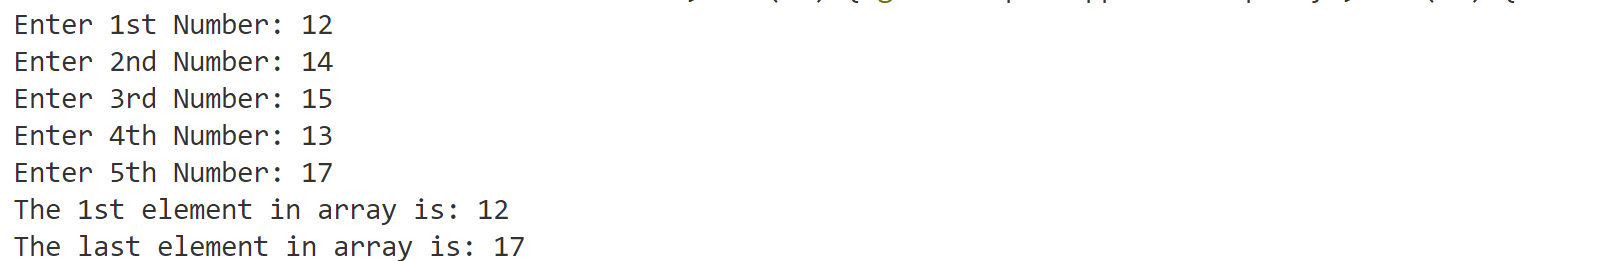 Enter 1st Number: 12
Enter 2nd Number: 14
Enter 3rd Number: 15
Enter 4th Number: 13
Enter 5th Number: 17
The 1st element in array is: 12
The last element in array is: 17